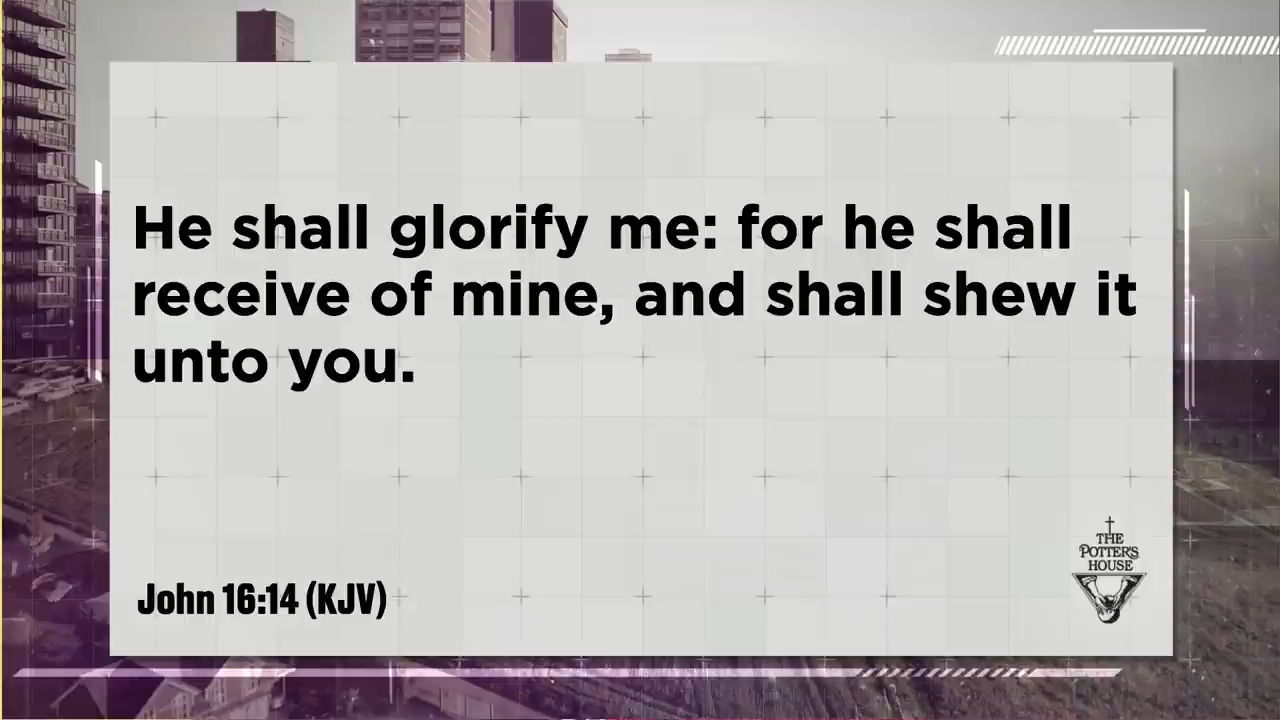 He shall glorify me: for he shall
receive of mine, and shall shew it
unto you.
John 16:14 (KJV)
THE
POTTER'S
HOUSE